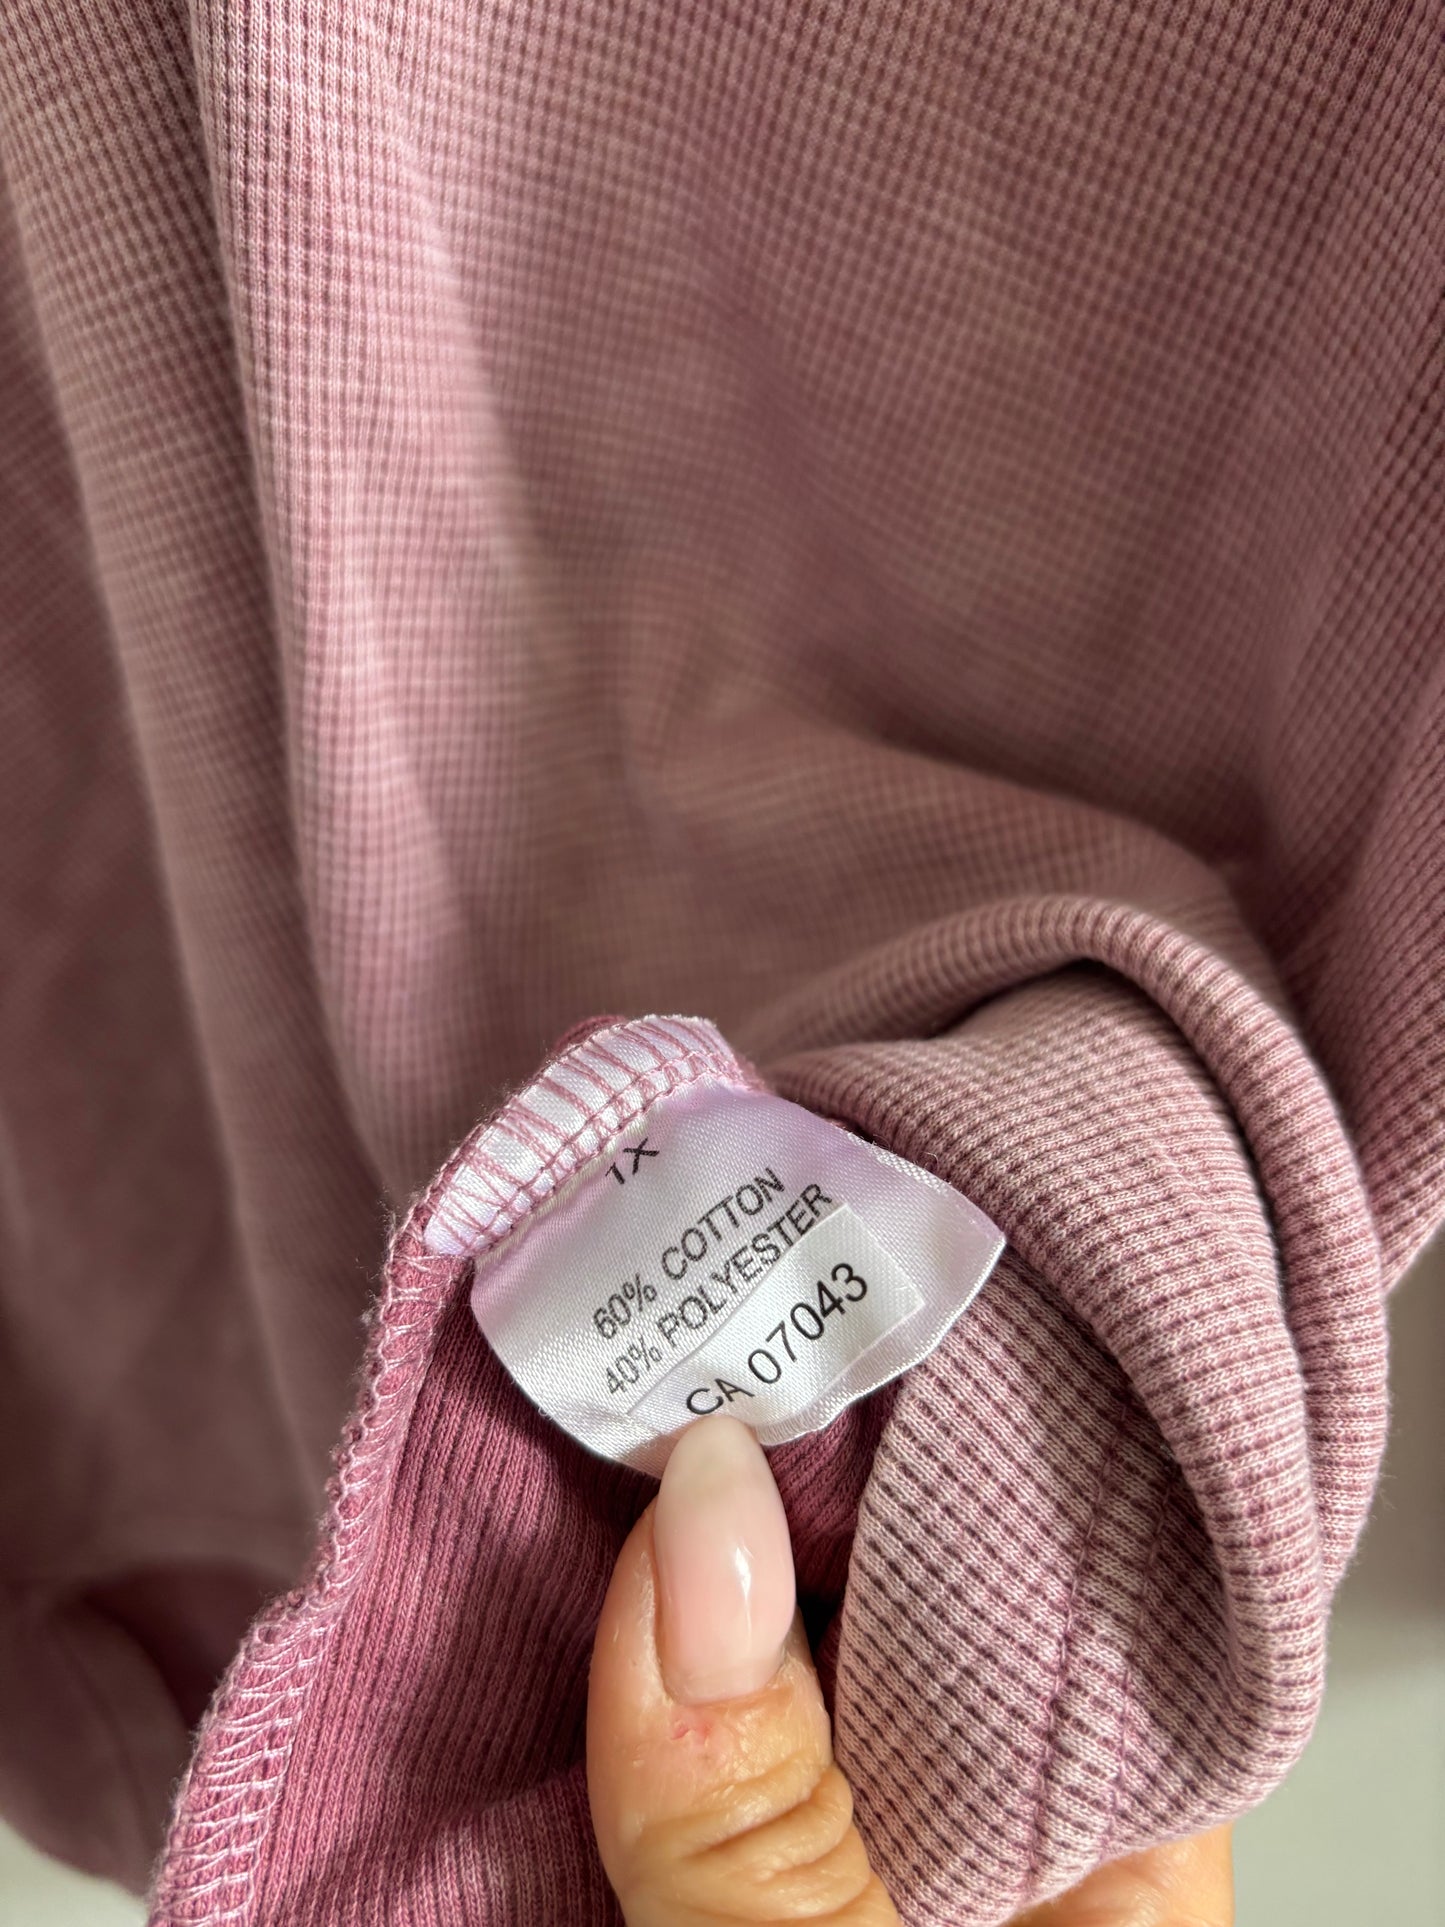 1X
60% COTTON
40% POLYESTER
CA 07043